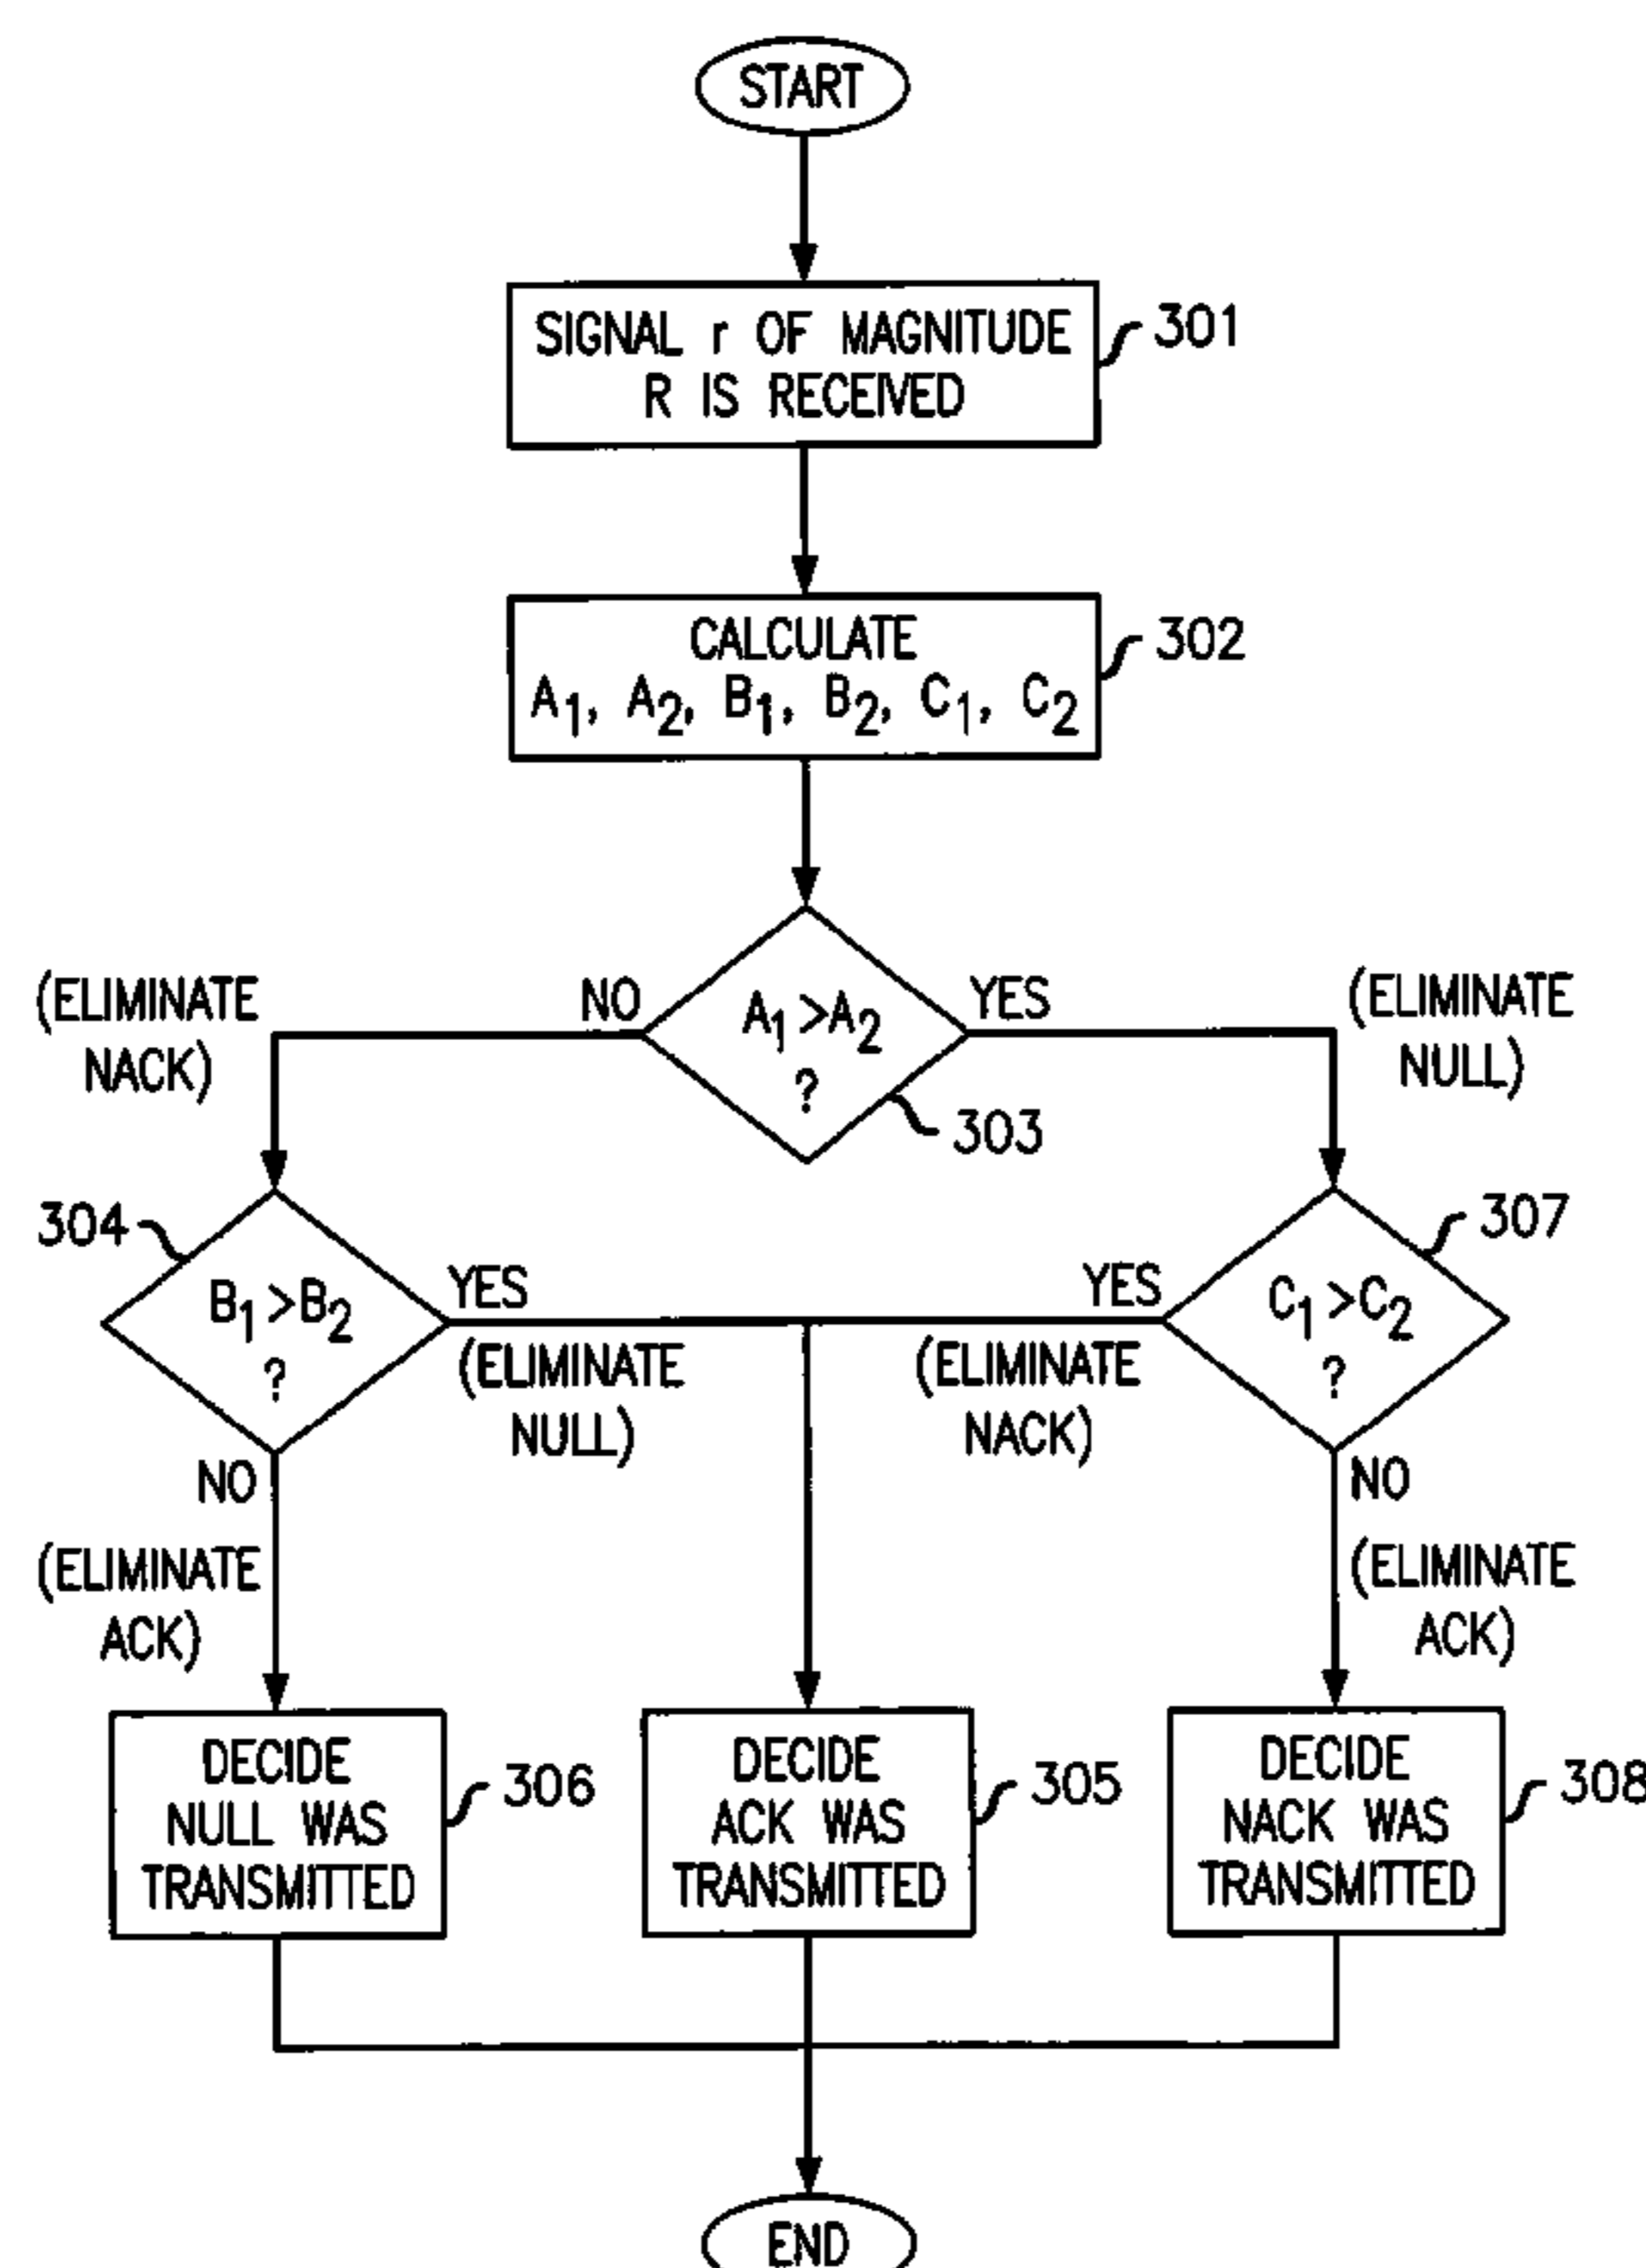 START
SIGNAL r OF MAGNITUDE
R IS RECEIVED
301
CALCULATE
A1, A2, B1, B2, C1, C2
302
(ELIMINATE
NACK)
NO
A1>A2
?
YES
(ELIMINATE
NULL)
303
304
B1>B2
?
YES
(ELIMINATE
NULL)
YES
(ELIMINATE
NACK)
C1>C2
?
307
NO
(ELIMINATE
ACK)
NO
(ELIMINATE
ACK)
DECIDE
NULL WAS
TRANSMITTED
306
DECIDE
ACK WAS
TRANSMITTED
305
DECIDE
NACK WAS
TRANSMITTED
308
END